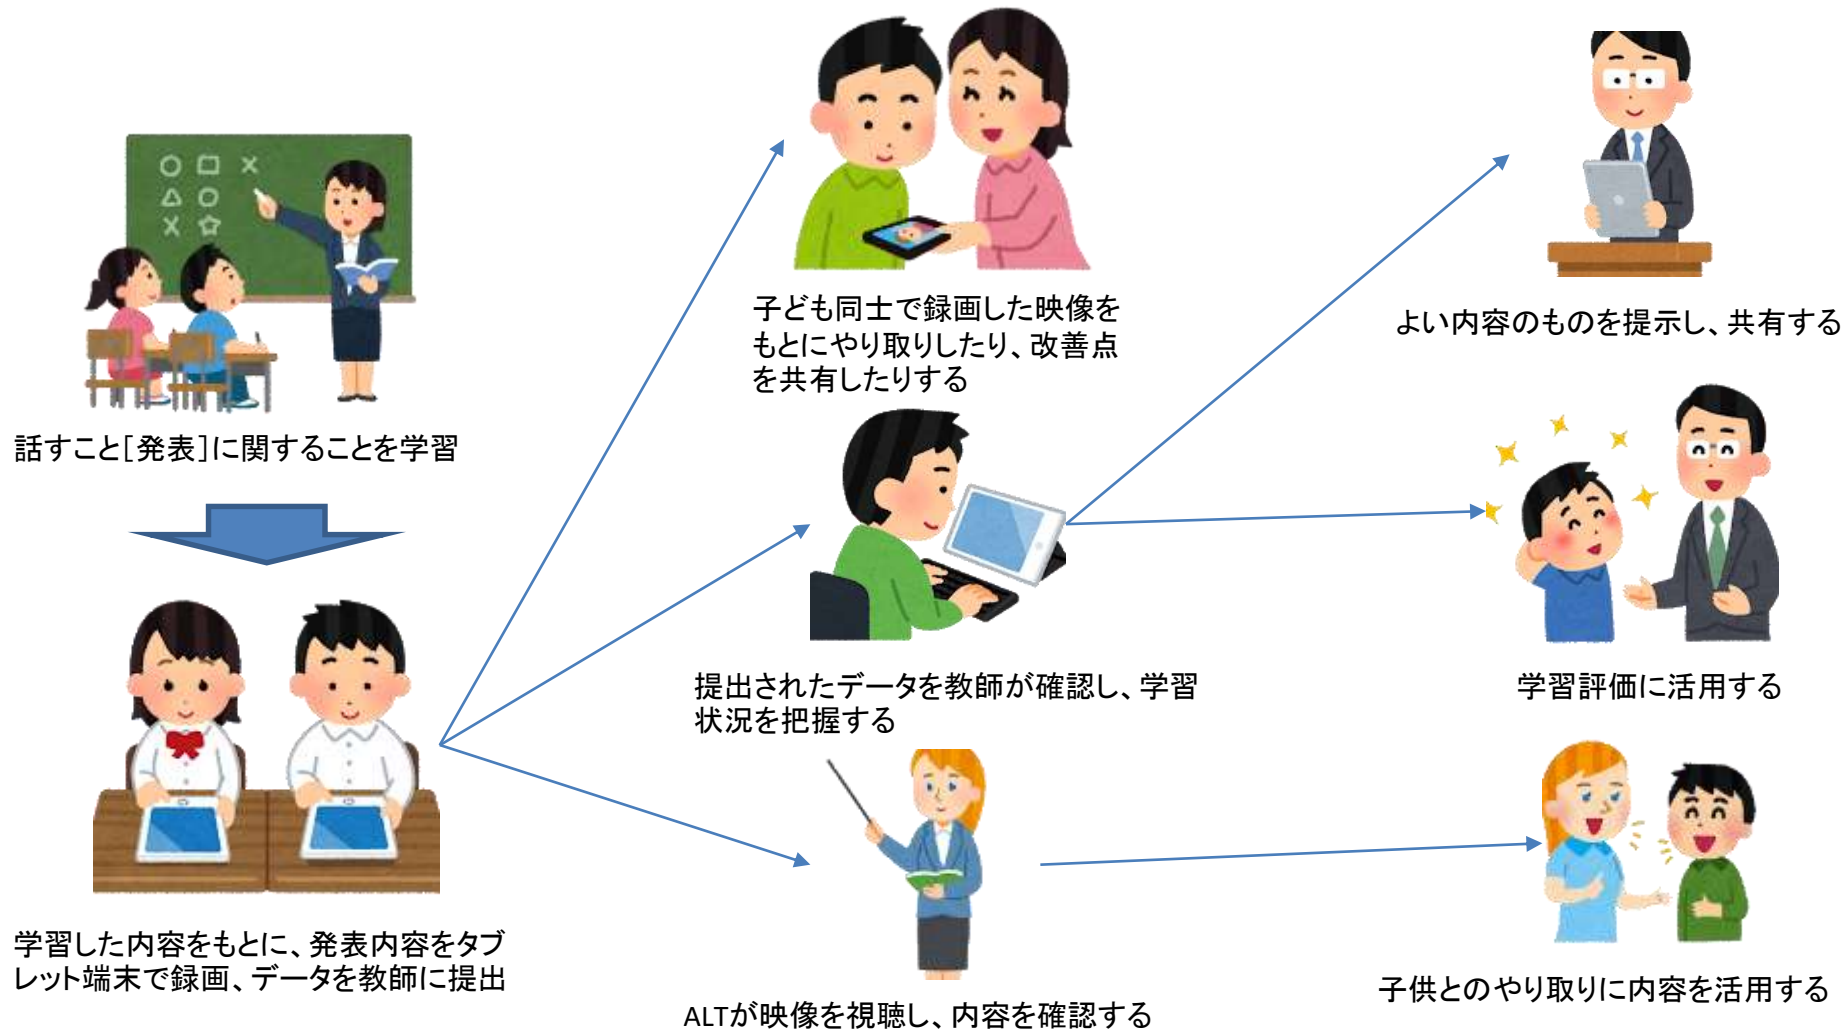 話すこと[発表]に関することを学習
学習した内容をもとに、発表内容をタブ
レット端末で録画、データを教師に提出
子ども同士で録画した映像を
もとにやり取りしたり、改善点
を共有したりする
提出されたデータを教師が確認し、学習
状況を把握する
ALTが映像を視聴し、内容を確認する
よい内容のものを提示し、共有する
学習評価に活用する
子供とのやり取りに内容を活用する